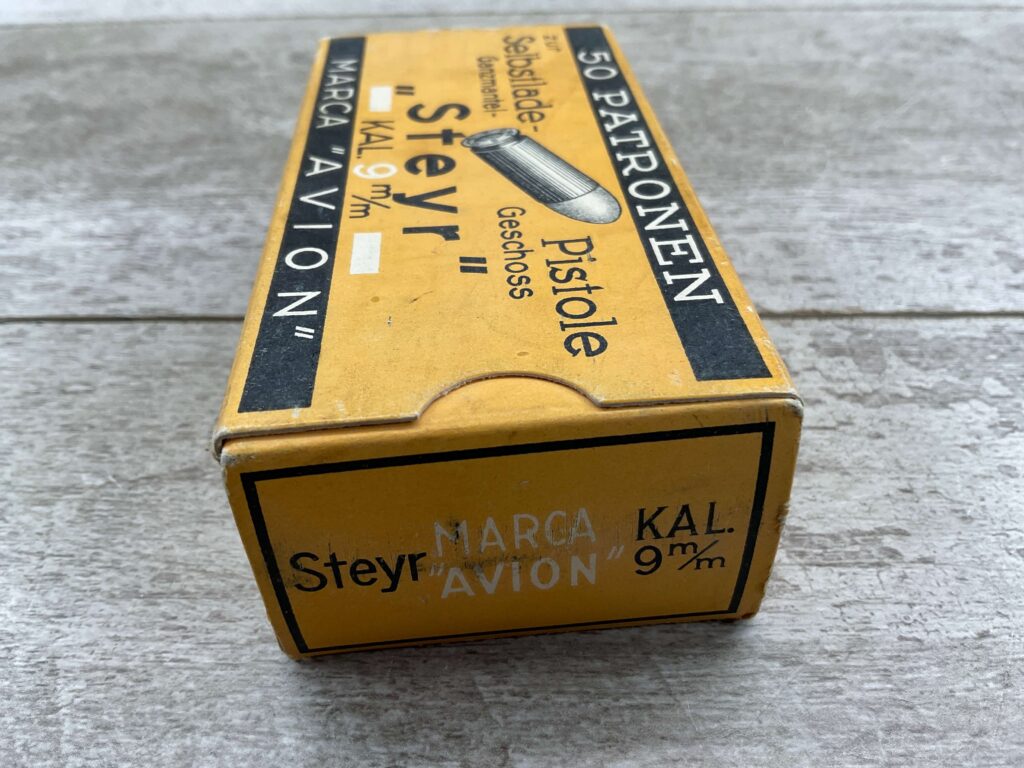 50 PATRONEN
zur
Selbstlade- Pistole
Ganzmantel- Geschoss
"Steyr"
KAL. 9 m/m
MARCA "AVION"
Steyr
MARCA
"AVION"
KAL.
9 m/m